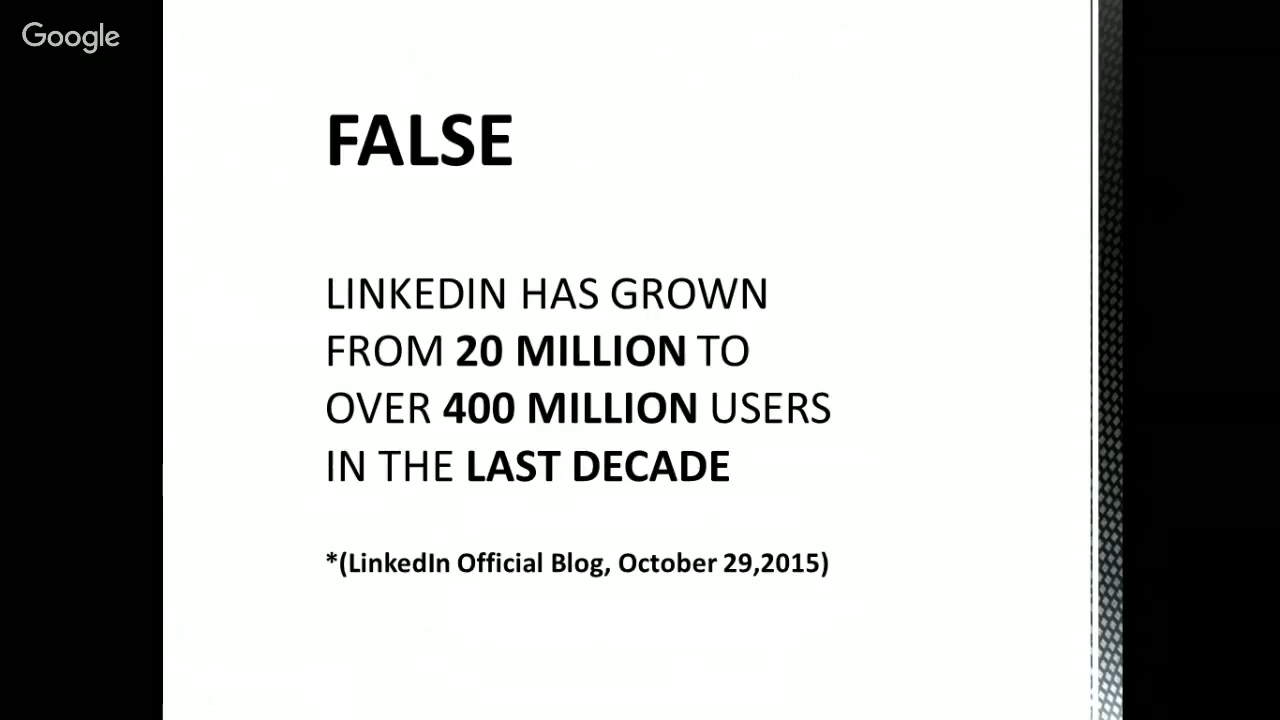 Google
FALSE
LINKEDIN HAS GROWN
FROM 20 MILLION TO
OVER 400 MILLION USERS
IN THE LAST DECADE
*(LinkedIn Official Blog, October 29,2015)